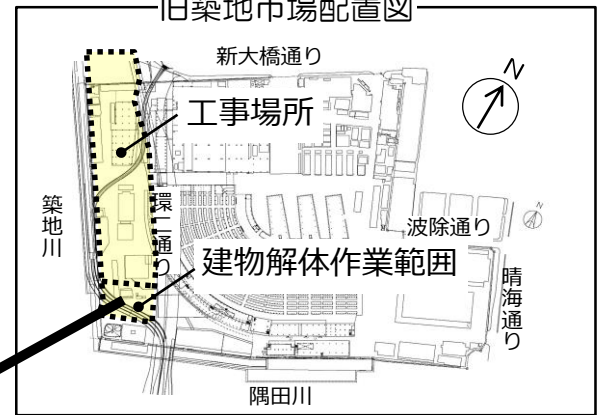 旧築地市場配置図
新大橋通り
N
工事場所
築地川
環二通り
波除通り
N
建物解体作業範囲
晴海通り
隅田川